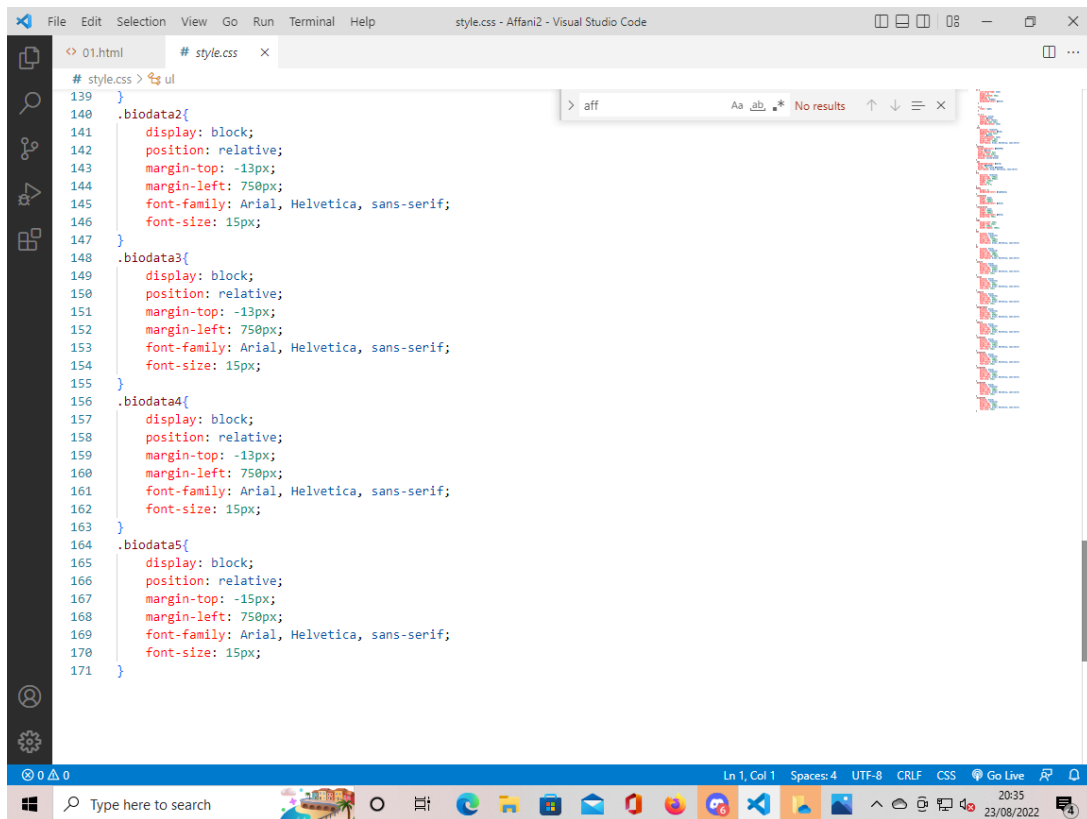 File Edit Selection View Go Run Terminal Help style.css - Affani2 - Visual Studio Code
<> 01.html # style.css ×
# style.css > ul
> aff Aa ab .* No results
139 }
140 .biodata2{
141 display: block;
142 position: relative;
143 margin-top: -13px;
144 margin-left: 750px;
145 font-family: Arial, Helvetica, sans-serif;
146 font-size: 15px;
147 }
148 .biodata3{
149 display: block;
150 position: relative;
151 margin-top: -13px;
152 margin-left: 750px;
153 font-family: Arial, Helvetica, sans-serif;
154 font-size: 15px;
155 }
156 .biodata4{
157 display: block;
158 position: relative;
159 margin-top: -13px;
160 margin-left: 750px;
161 font-family: Arial, Helvetica, sans-serif;
162 font-size: 15px;
163 }
164 .biodata5{
165 display: block;
166 position: relative;
167 margin-top: -15px;
168 margin-left: 750px;
169 font-family: Arial, Helvetica, sans-serif;
170 font-size: 15px;
171 }
0 0 Ln 1, Col 1 Spaces: 4 UTF-8 CRLF CSS Go Live
Type here to search 6 20:35
23/08/2022 4